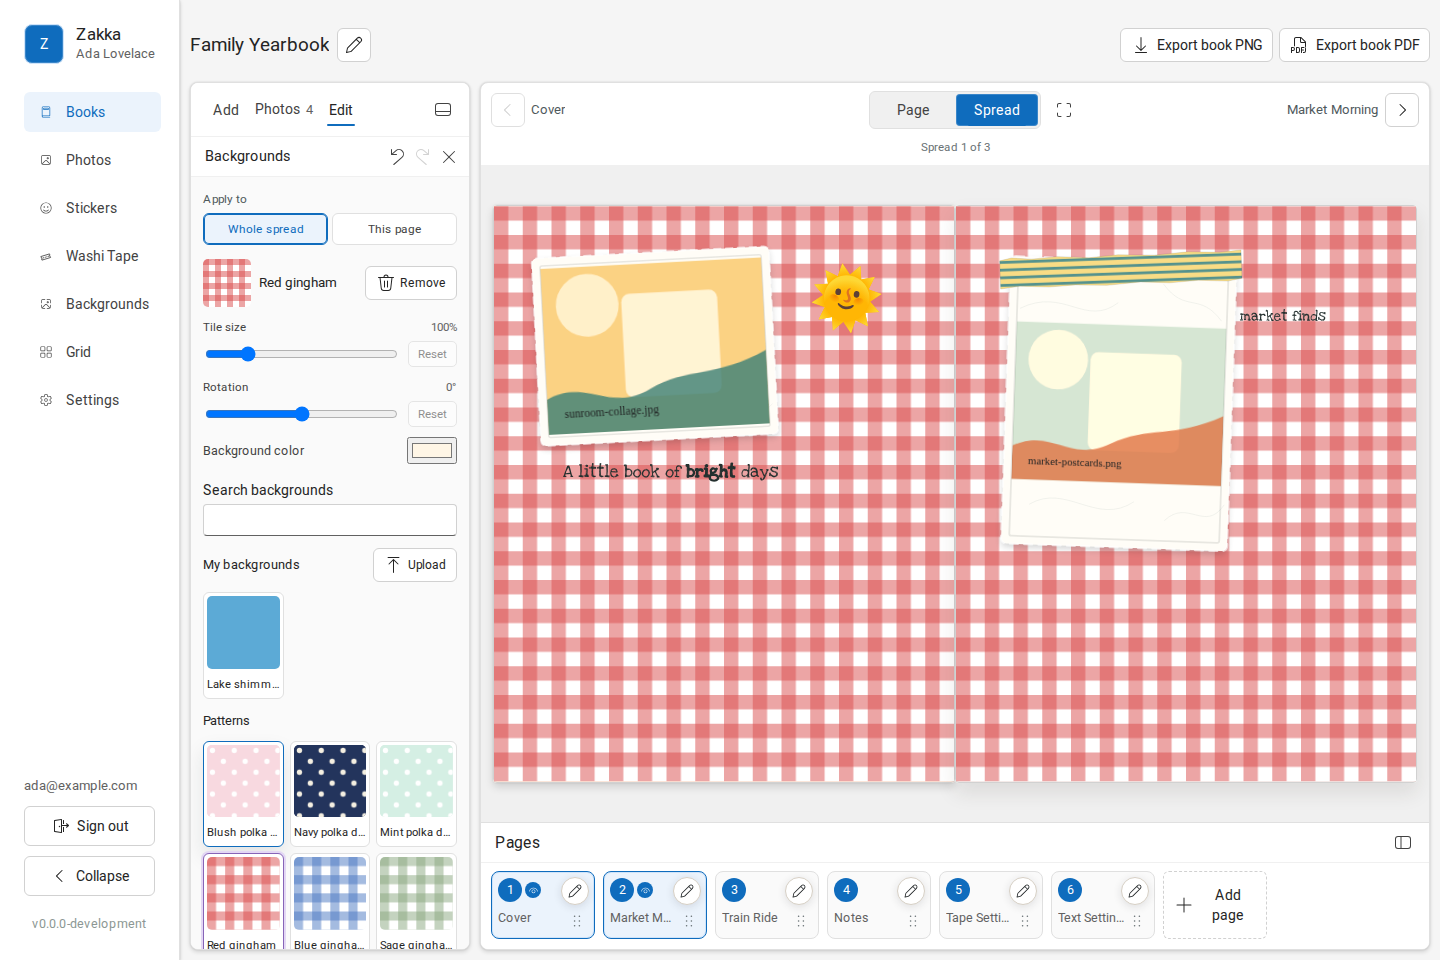 Z
Zakka
Ada Lovelace
Books
Photos
Stickers
Washi Tape
Backgrounds
Grid
Settings
ada@example.com
Sign out
Collapse
v0.0.0-development
Family Yearbook
Export book PNG
PDF
Export book PDF
Add
Photos 4
Edit
Backgrounds
Apply to
Whole spread
This page
Red gingham
Remove
Tile size
100%
Reset
Rotation
0°
Reset
Background color
Search backgrounds
My backgrounds
Upload
Lake shimm...
Patterns
Blush polka ...
Navy polka d...
Mint polka d...
Red gingham
Blue gingha...
Sage gingha...
Cover
Page
Spread
Market Morning
Spread 1 of 3
sunroom-collage.jpg
A little book of bright days
market finds
market-postcards.png
Pages
1
Cover
2
Market M...
3
Train Ride
4
Notes
5
Tape Setti...
6
Text Settin...
Add page